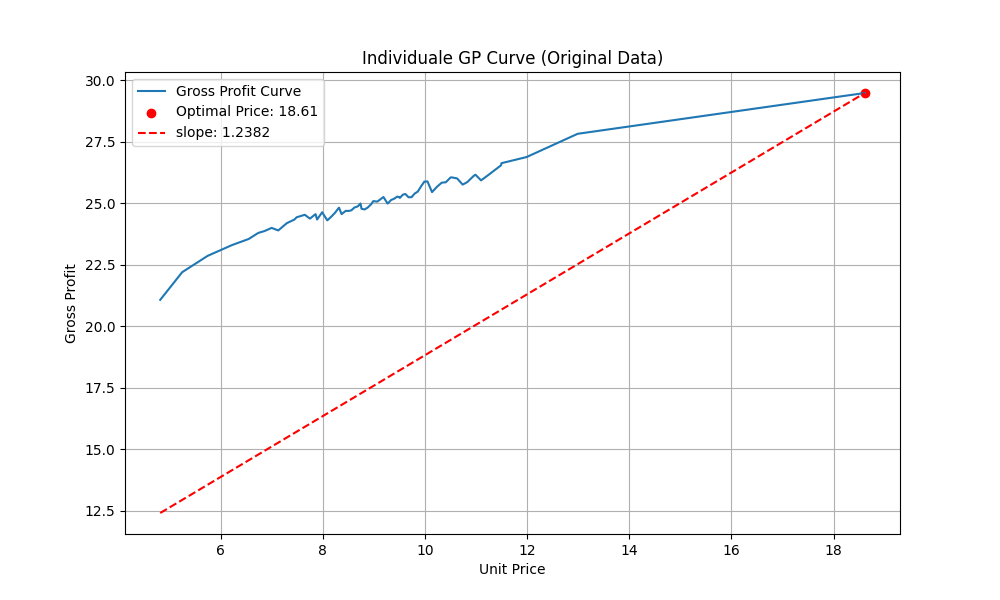 Individuale GP Curve (Original Data)
Gross Profit Curve
Optimal Price: 18.61
slope: 1.2382
30.0
27.5
25.0
22.5
20.0
17.5
15.0
12.5
Gross Profit
6 8 10 12 14 16 18
Unit Price